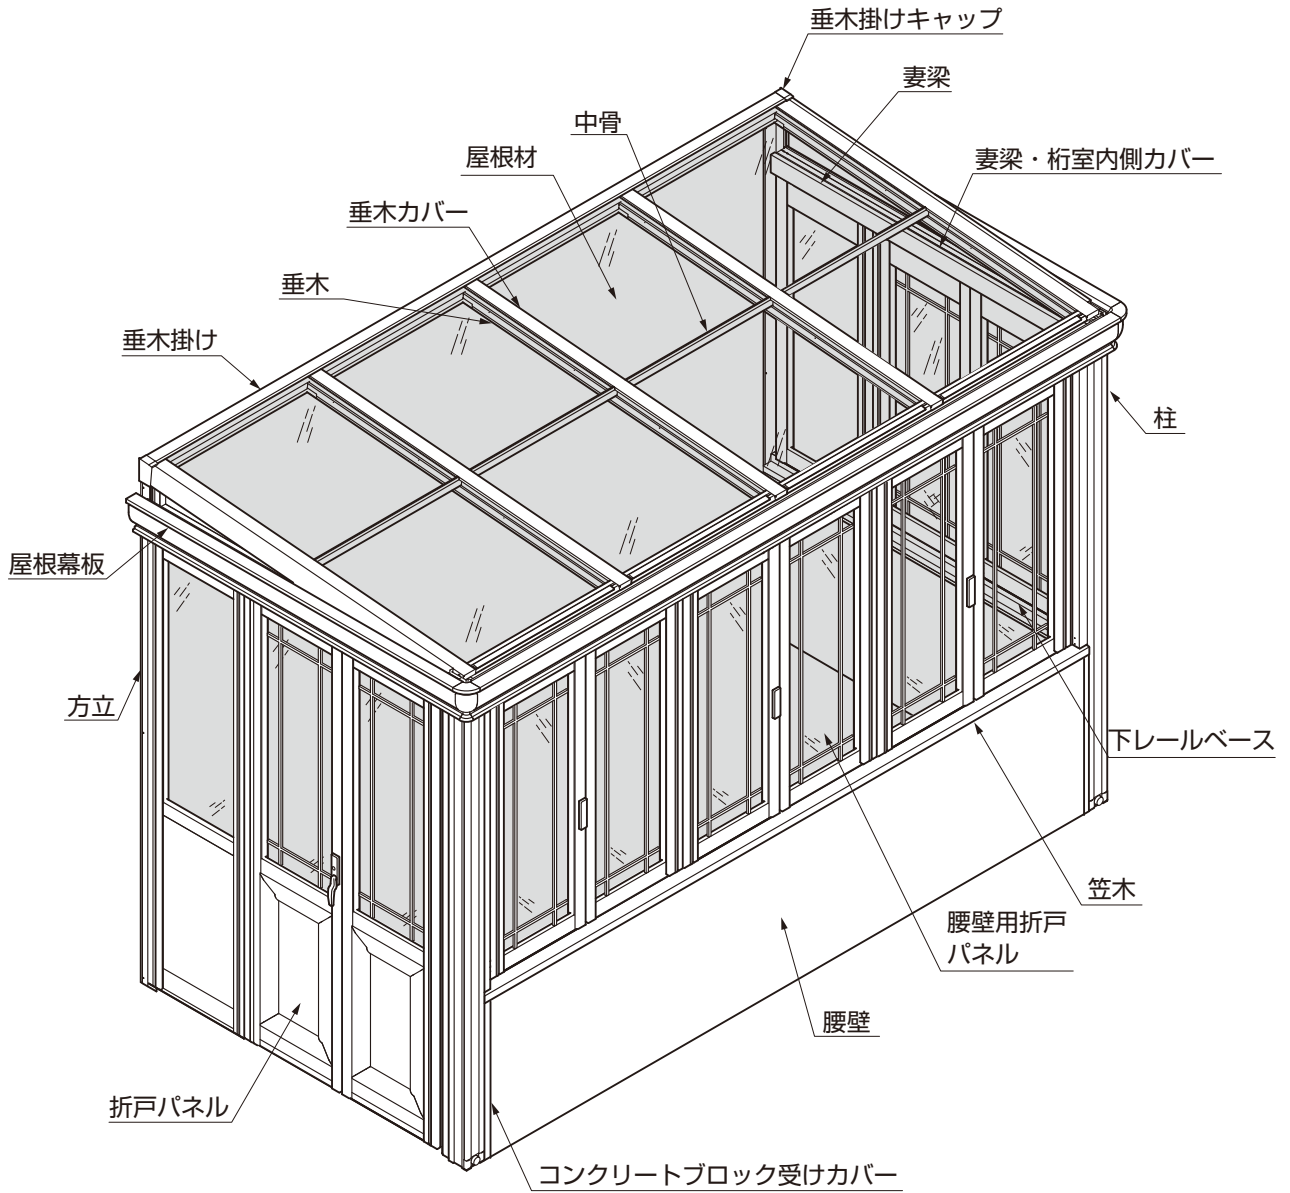 垂木掛けキャップ
妻梁
中骨
屋根材
妻梁・桁室内側カバー
垂木カバー
垂木
垂木掛け
柱
屋根幕板
方立
下レールベース
笠木
腰壁用折戸
パネル
腰壁
折戸パネル
コンクリートブロック受けカバー